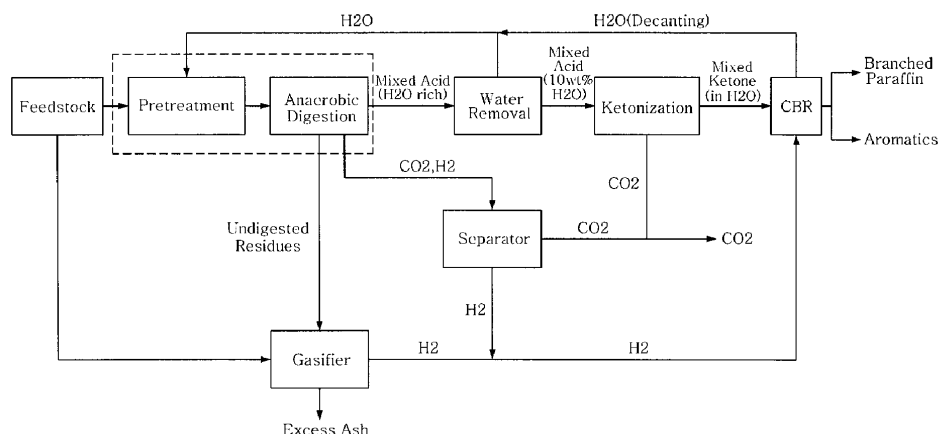 H2O
H2O(Decanting)
Feedstock
Pretreatment
Anaerobic
Digestion
Mixed Acid
(H2O rich)
Water
Removal
Mixed
Acid
(10wt%
H2O)
Ketonization
Mixed
Ketone
(in H2O)
CBR
Branched
Paraffin
Aromatics
CO2,H2
CO2
Undigested
Residues
Separator
CO2
CO2
H2
Gasifier
H2
H2
Excess Ash